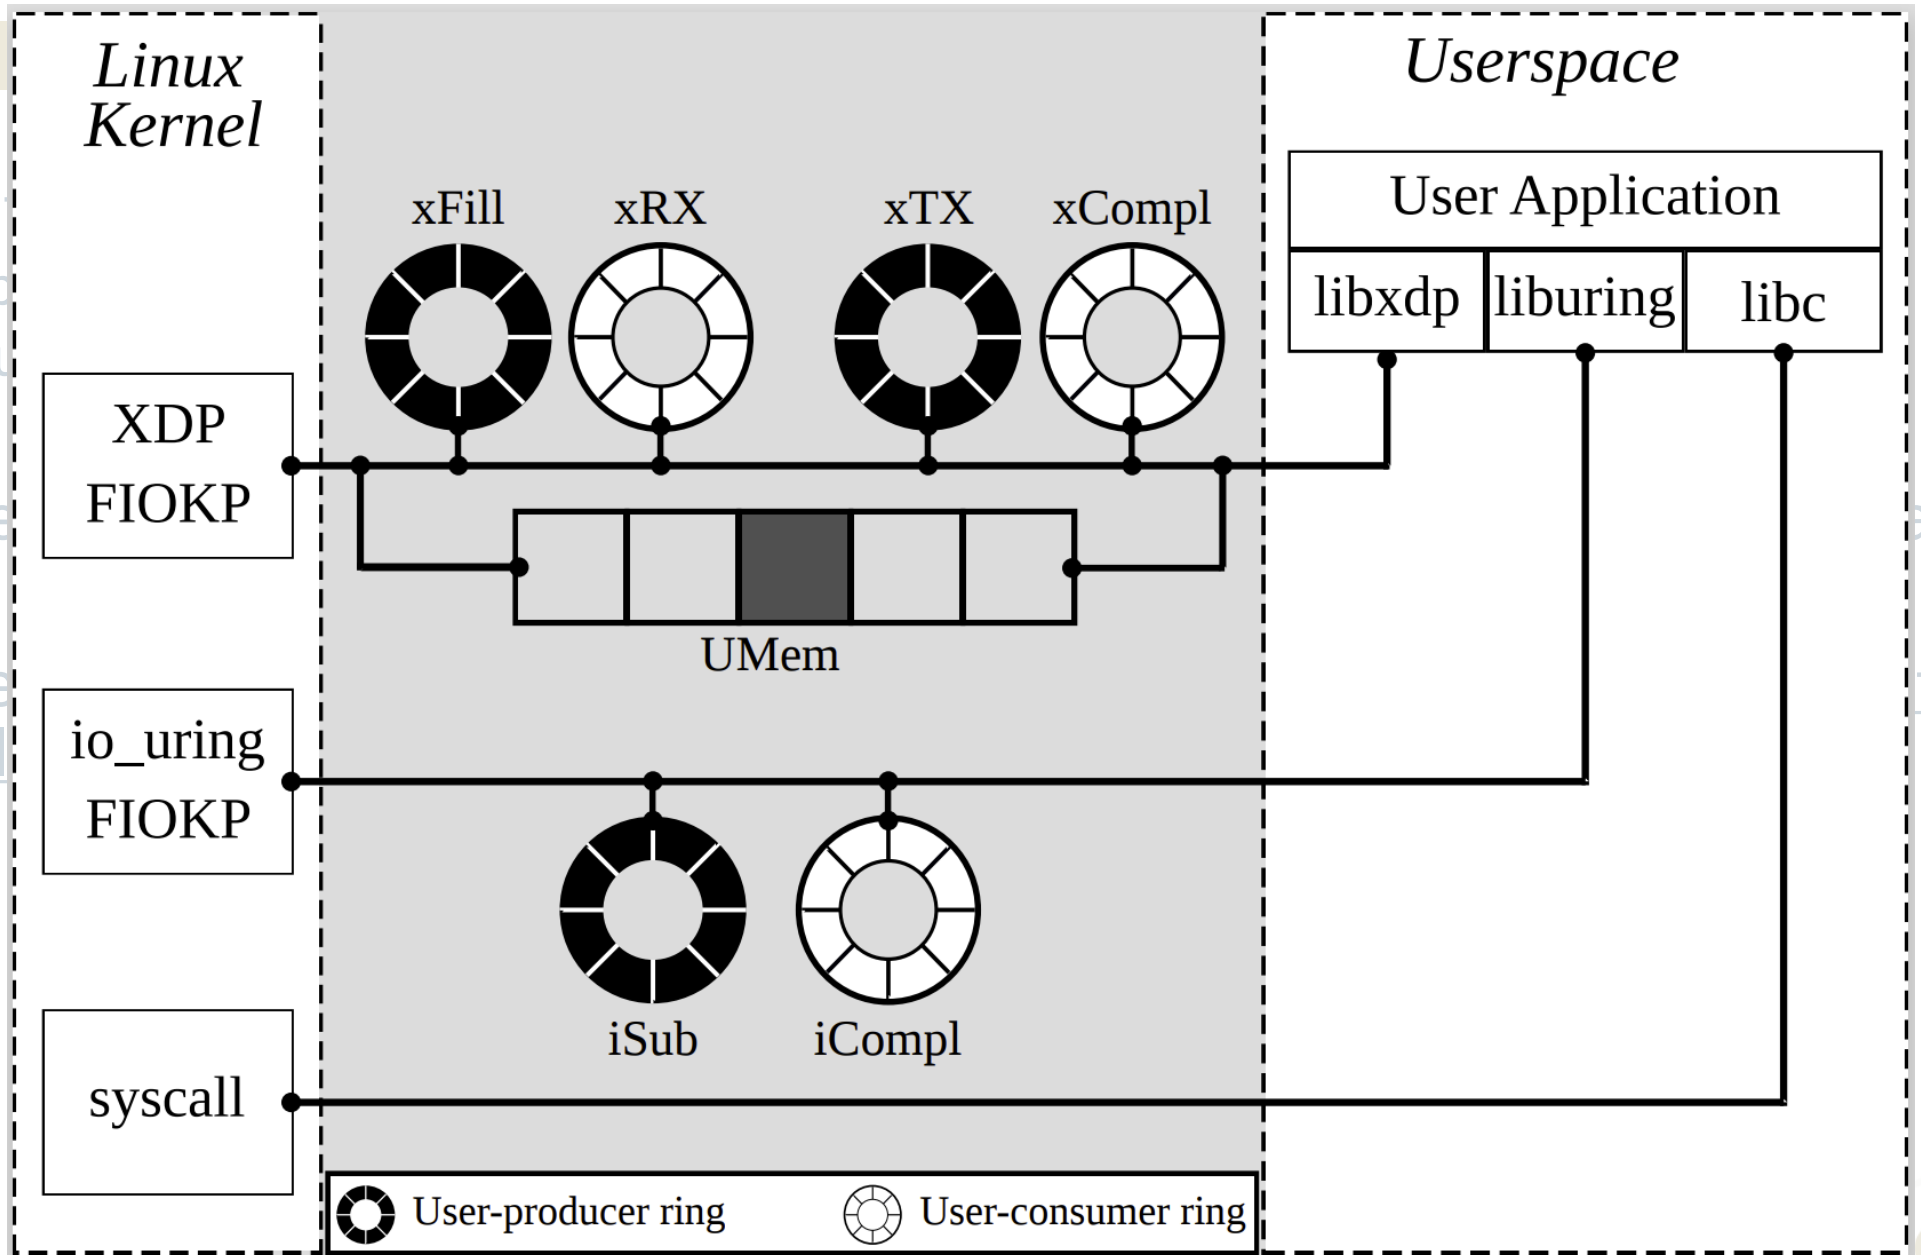 Linux
Kernel
Userspace
xFill
xRX
xTX
xCompl
User Application
libxdp
liburing
libc
XDP
FIOKP
UMem
io_uring
FIOKP
iSub
iCompl
syscall
User-producer ring
User-consumer ring